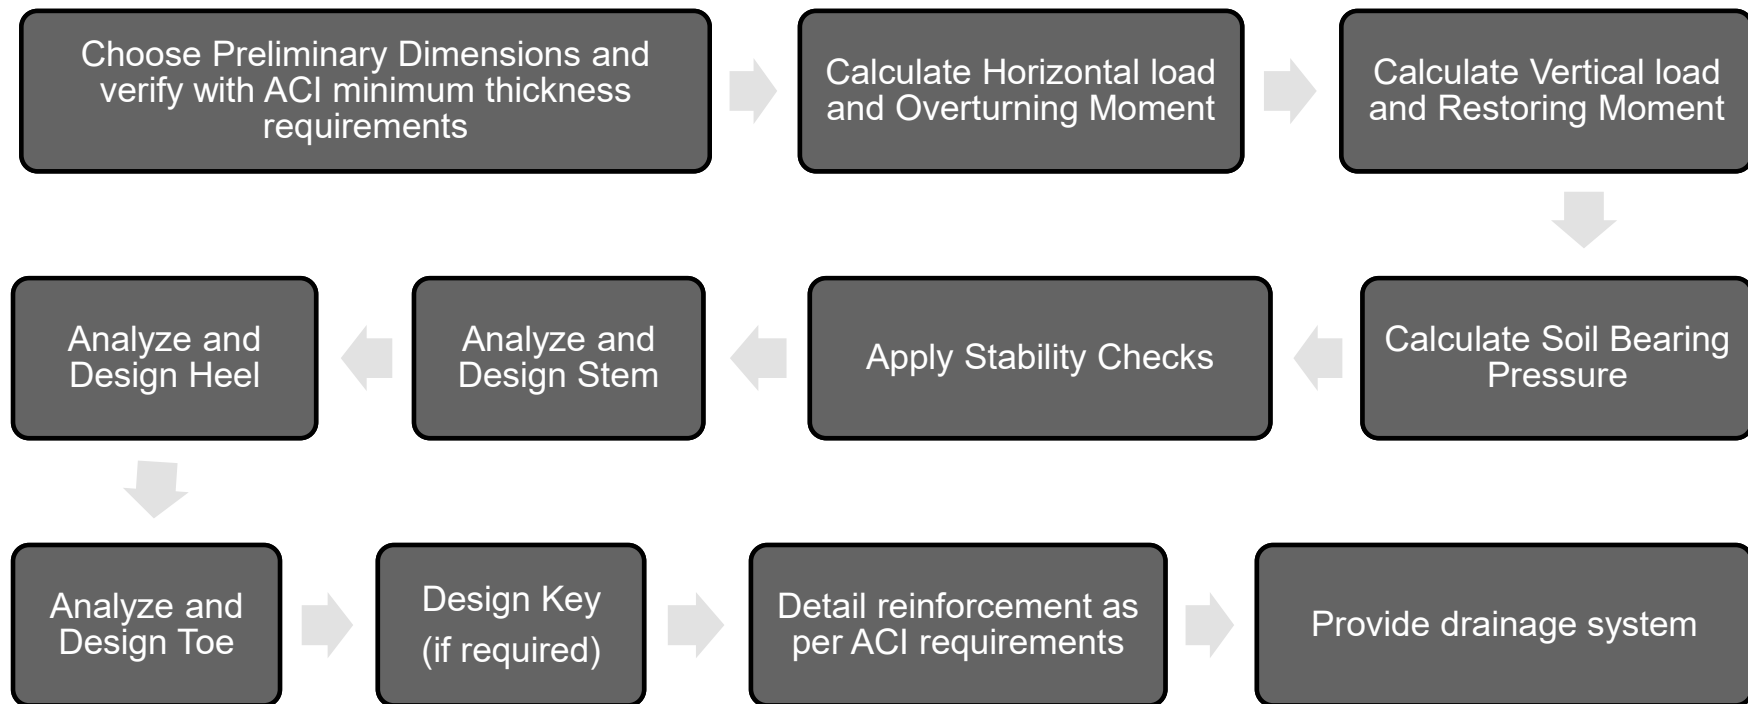 Choose Preliminary Dimensions and
verify with ACI minimum thickness
requirements
Calculate Horizontal load
and Overturning Moment
Calculate Vertical load
and Restoring Moment
Calculate Soil Bearing
Pressure
Apply Stability Checks
Analyze and
Design Stem
Analyze and
Design Heel
Analyze and
Design Toe
Design Key
(if required)
Detail reinforcement as
per ACI requirements
Provide drainage system